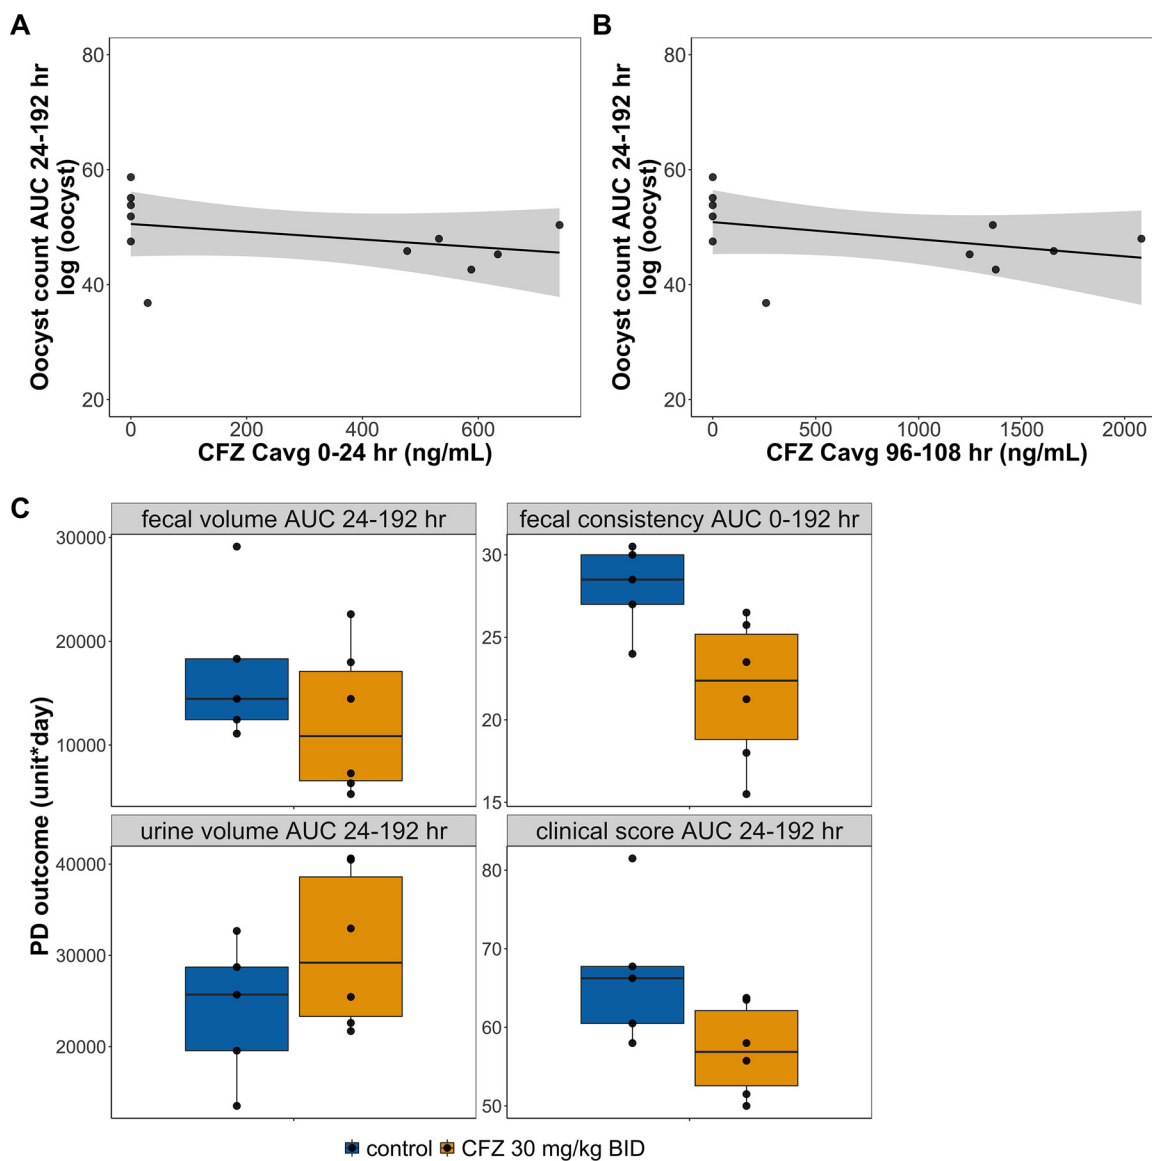 A
Oocyst count AUC 24-192 hr
log (oocyst)
80
60
40
20
0
200
400
600
CFZ Cavg 0-24 hr (ng/mL)
B
Oocyst count AUC 24-192 hr
log (oocyst)
80
60
40
20
0
500
1000
1500
2000
CFZ Cavg 96-108 hr (ng/mL)
C
PD outcome (unit*day)
fecal volume AUC 24-192 hr
30000
20000
10000
fecal consistency AUC 0-192 hr
30
25
20
15
urine volume AUC 24-192 hr
40000
30000
20000
clinical score AUC 24-192 hr
80
70
60
50
control
CFZ 30 mg/kg BID